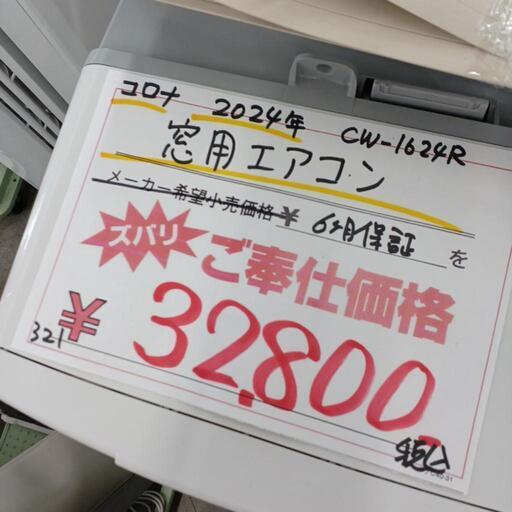 コロナ 2024年 CW-1624R
窓用エアコン
メーカー希望小売価格 ¥ 6ヶ月保証 を
ズバリ
ご奉仕価格
¥ 32,800
321
税込